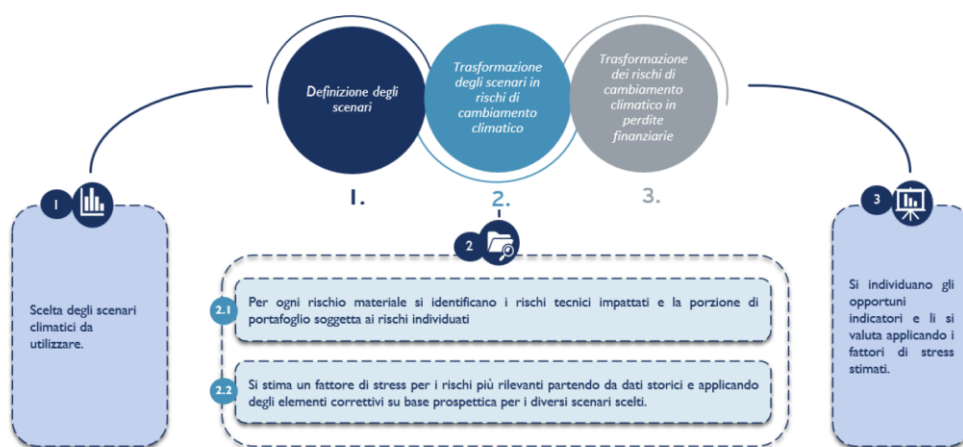 Definizione degli
scenari
Trasformazione
degli scenari in
rischi di
cambiamento
climatico
Trasformazione
dei rischi di
cambiamento
climatico in
perdite
finanziarie
1.
2.
3.
1
Scelta degli scenari
climatici da
utilizzare.
2
2.1
Per ogni rischio materiale si identificano i rischi tecnici impattati e la porzione di
portafoglio soggetta ai rischi individuati
2.2
Si stima un fattore di stress per i rischi più rilevanti partendo da dati storici e applicando
degli elementi correttivi su base prospettica per i diversi scenari scelti.
3
Si individuano gli
opportuni
indicatori e li si
valuta applicando i
fattori di stress
stimati.